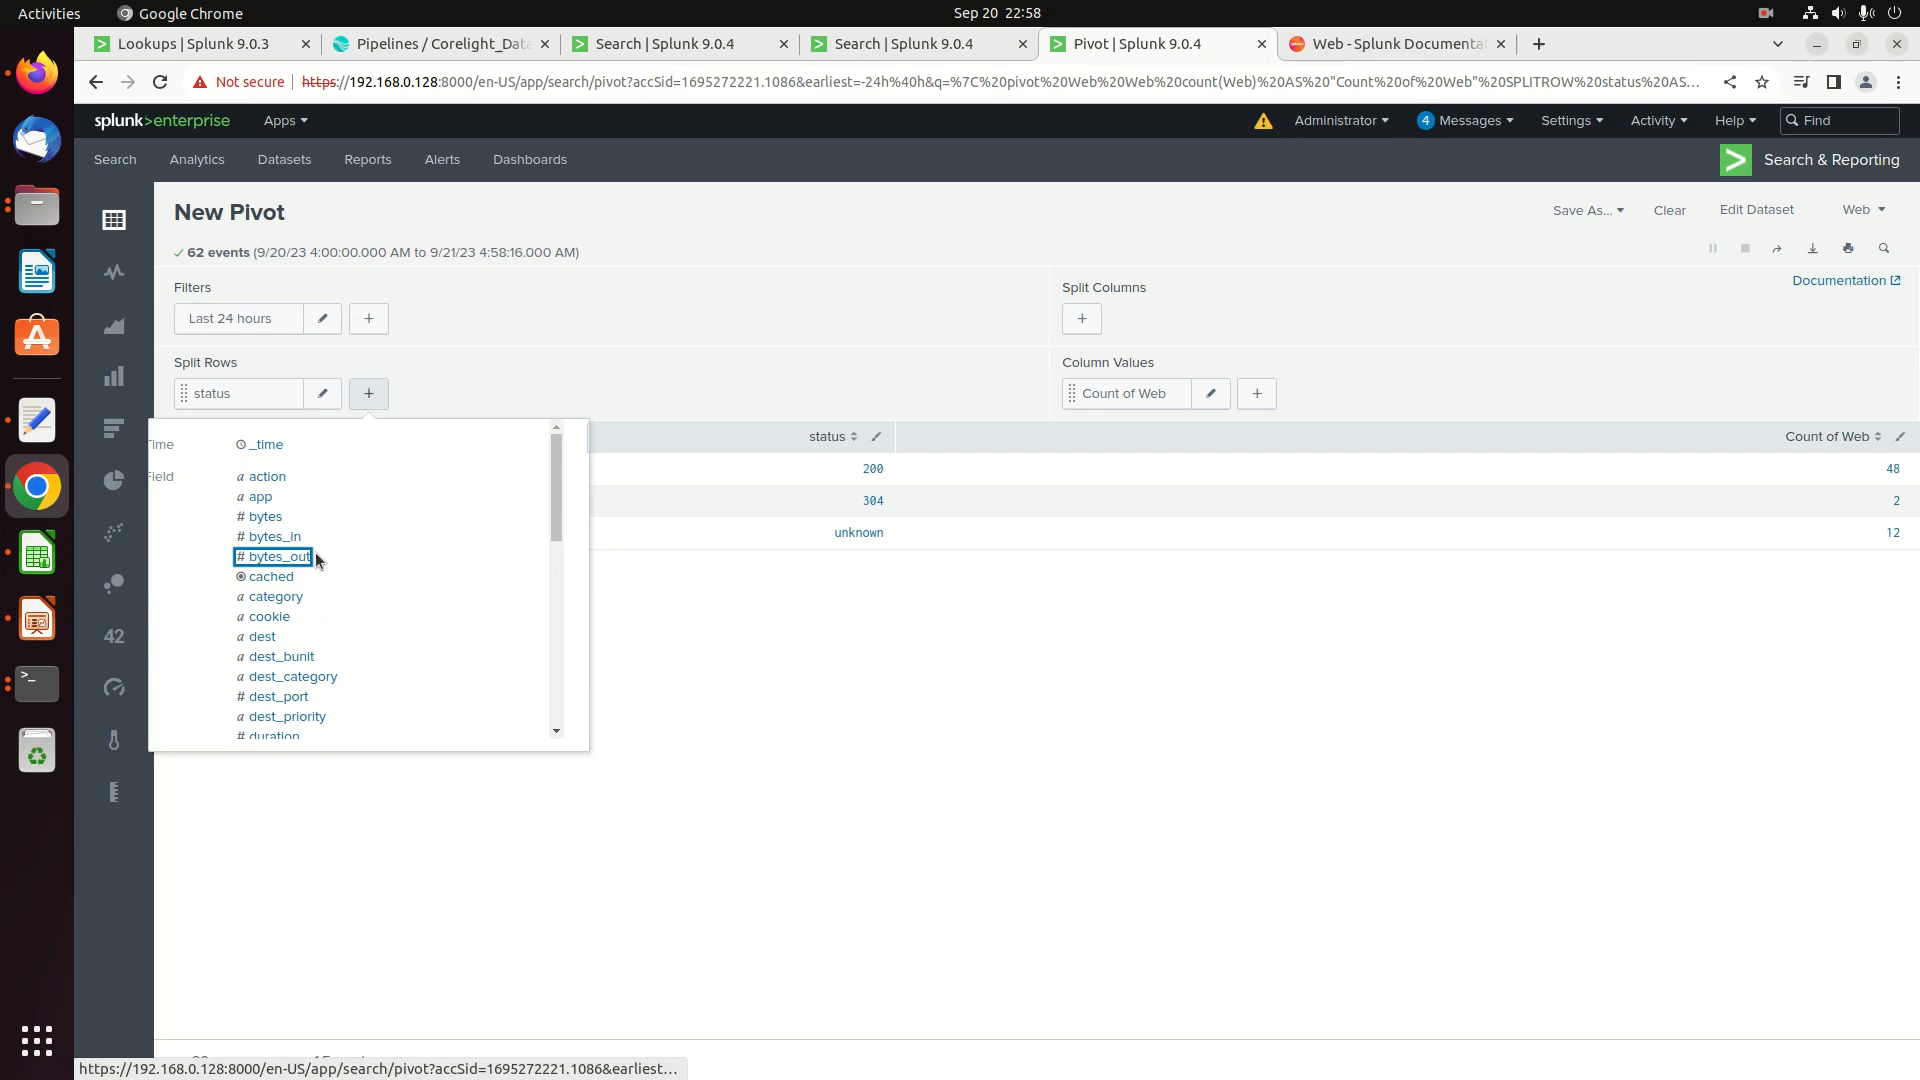 Activities
Google Chrome
Sep 20 22:58
Lookups | Splunk 9.0.3
Pipelines / Corelight_Dat
Search | Splunk 9.0.4
Search | Splunk 9.0.4
Pivot | Splunk 9.0.4
Web - Splunk Documenta
Not secure
https://192.168.0.128:8000/en-US/app/search/pivot?accSid=1695272221.1086&earliest=-24h%40h&q=%7C%20pivot%20Web%20Web%20count(Web)%20AS%20"Count%20of%20Web"%20SPLITROW%20status%20AS...
splunk>enterprise
Apps
Administrator
4 Messages
Settings
Activity
Help
Find
Search
Analytics
Datasets
Reports
Alerts
Dashboards
Search & Reporting
New Pivot
Save As...
Clear
Edit Dataset
Web
62 events (9/20/23 4:00:00.000 AM to 9/21/23 4:58:16.000 AM)
Documentation
Filters
Split Columns
Last 24 hours
Split Rows
Column Values
status
Count of Web
status
Count of Web
200
48
304
2
unknown
12
Time
_time
Field
a action
a app
# bytes
# bytes_in
# bytes_out
cached
a category
a cookie
a dest
a dest_bunit
a dest_category
# dest_port
a dest_priority
# duration
42
https://192.168.0.128:8000/en-US/app/search/pivot?accSid=1695272221.1086&earliest...